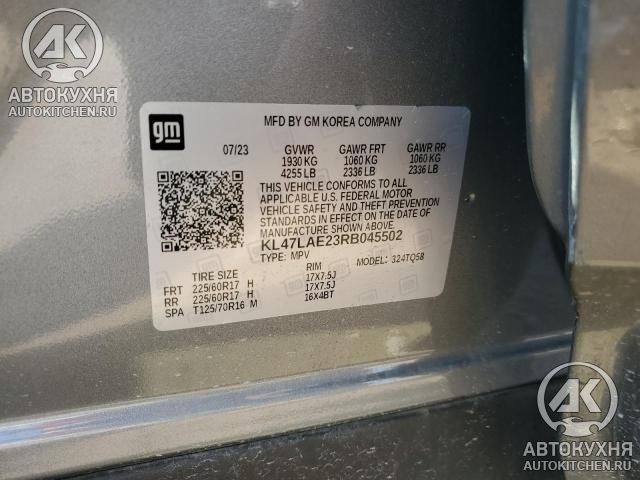 AK
АВТОКУХНЯ
AUTOKITCHEN.RU
gm
MFD BY GM KOREA COMPANY
07/23 GVWR GAWR FRT GAWR RR
1930 KG 1060 KG 1060 KG
4255 LB 2336 LB 2336 LB
THIS VEHICLE CONFORMS TO ALL
APPLICABLE U.S. FEDERAL MOTOR
VEHICLE SAFETY AND THEFT PREVENTION
STANDARDS IN EFFECT ON THE DATE OF
MANUFACTURE SHOWN ABOVE.
KL47LAE23RB045502
TYPE: MPV MODEL: 324TQ58
TIRE SIZE RIM
FRT 225/60R17 H 17X7.5J
RR 225/60R17 H 17X7.5J
SPA T125/70R16 M 16X4BT
AK
АВТОКУХНЯ
AUTOKITCHEN.RU